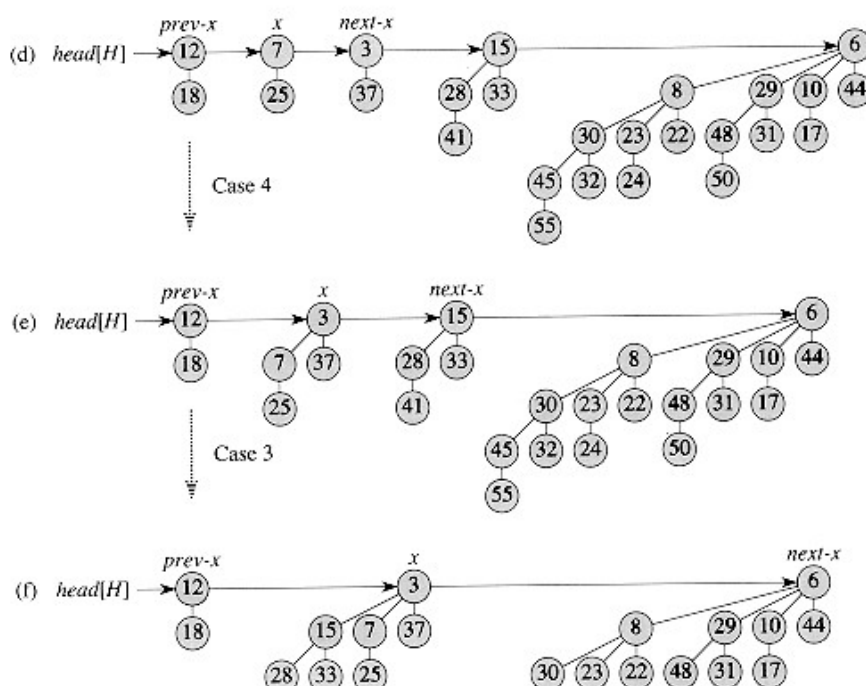 prev-x x next-x
(d) head[H] 12 7 3 15 6
18 25 37 28 33 8 29 10 44
41 30 23 22 48 31 17
45 32 24 50
55
Case 4
prev-x x next-x
(e) head[H] 12 3 15 6
18 7 37 28 33 8 29 10 44
25 41 30 23 22 48 31 17
45 32 24 50
55
Case 3
prev-x x next-x
(f) head[H] 12 3 6
18 15 7 37 8 29 10 44
28 33 25 30 23 22 48 31 17